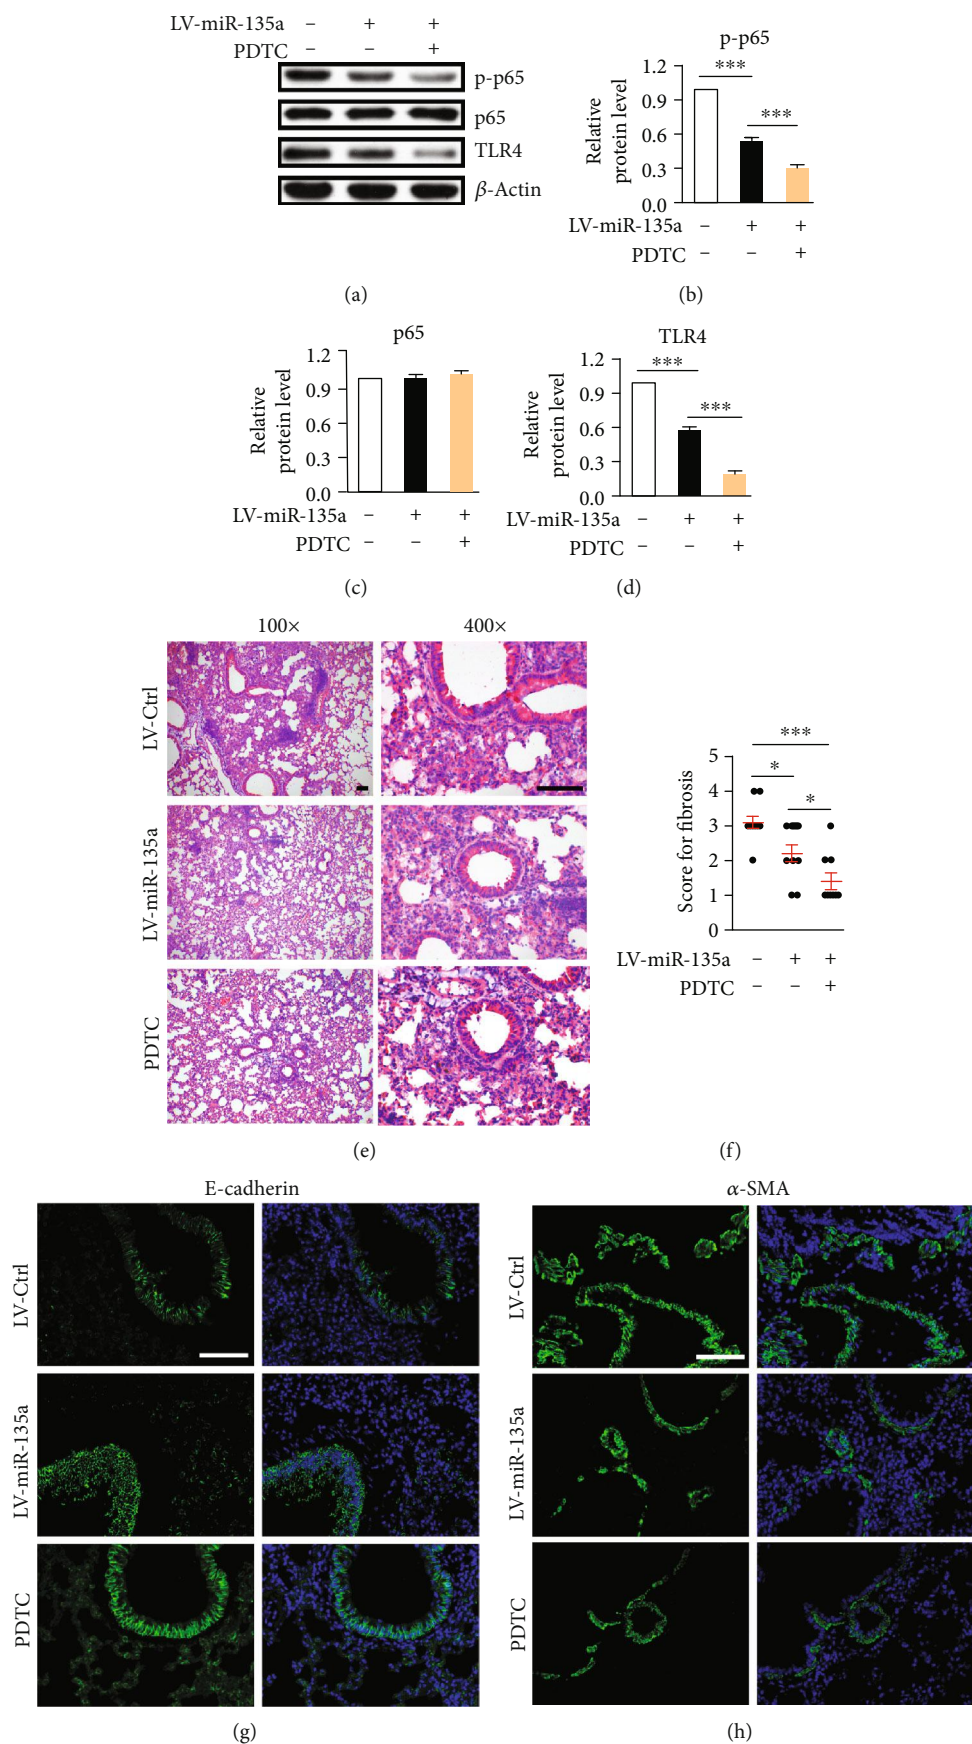 LV-miR-135a – + +
PDTC – – +
p-p65
p65
TLR4
β-Actin
(a)
p-p65
Relative
protein level
1.2
0.9
0.6
0.3
0.0
***
***
LV-miR-135a – + +
PDTC – – +
(b)
p65
Relative
protein level
1.2
0.9
0.6
0.3
0.0
LV-miR-135a – + +
PDTC – – +
(c)
TLR4
Relative
protein level
1.2
0.9
0.6
0.3
0.0
***
***
LV-miR-135a – + +
PDTC – – +
(d)
100× 400×
LV-Ctrl
LV-miR-135a
PDTC
(e)
Score for fibrosis
5
4
3
2
1
0
***
*
*
LV-miR-135a – + +
PDTC – – +
(f)
E-cadherin
LV-Ctrl
LV-miR-135a
PDTC
(g)
α-SMA
LV-Ctrl
LV-miR-135a
PDTC
(h)